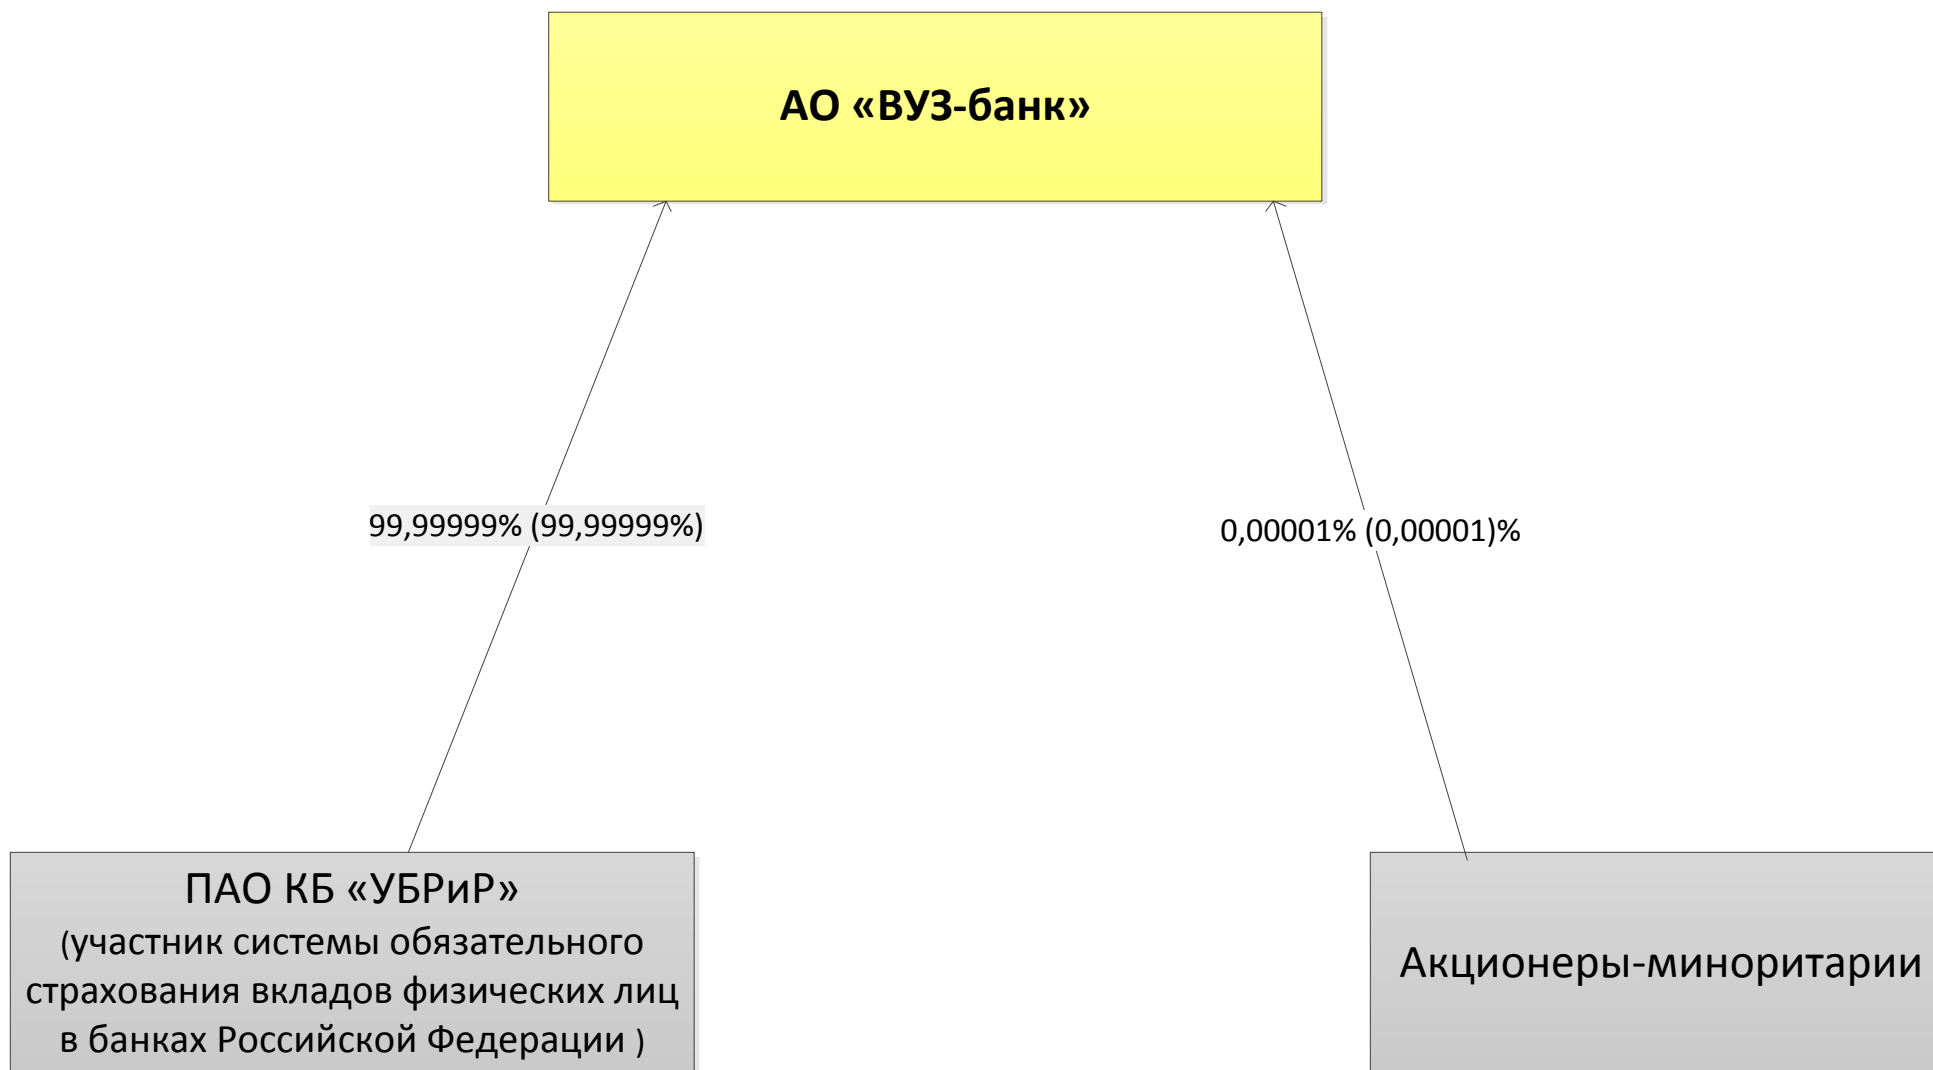 АО «ВУЗ-банк»
99,99999% (99,99999%)
0,00001% (0,00001)%
ПАО КБ «УБРиР»
(участник системы обязательного
страхования вкладов физических лиц
в банках Российской Федерации )
Акционеры-миноритарии